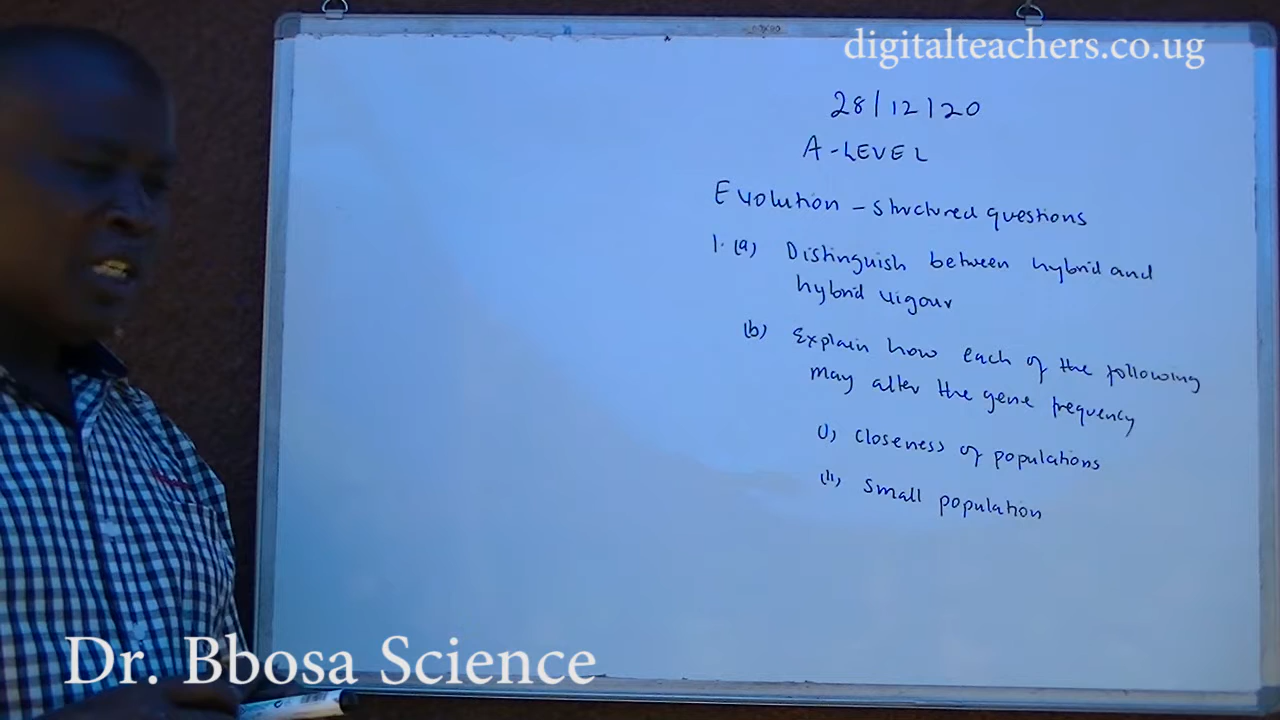 digitalteachers.co.ug
28/12/20
A-LEVEL
Evolution - structured questions
1. (a) Distinguish between hybrid and
hybrid vigour
(b) Explain how each of the following
may alter the gene frequency
(i) closeness of populations
(ii) small population
Dr. Bbosa Science